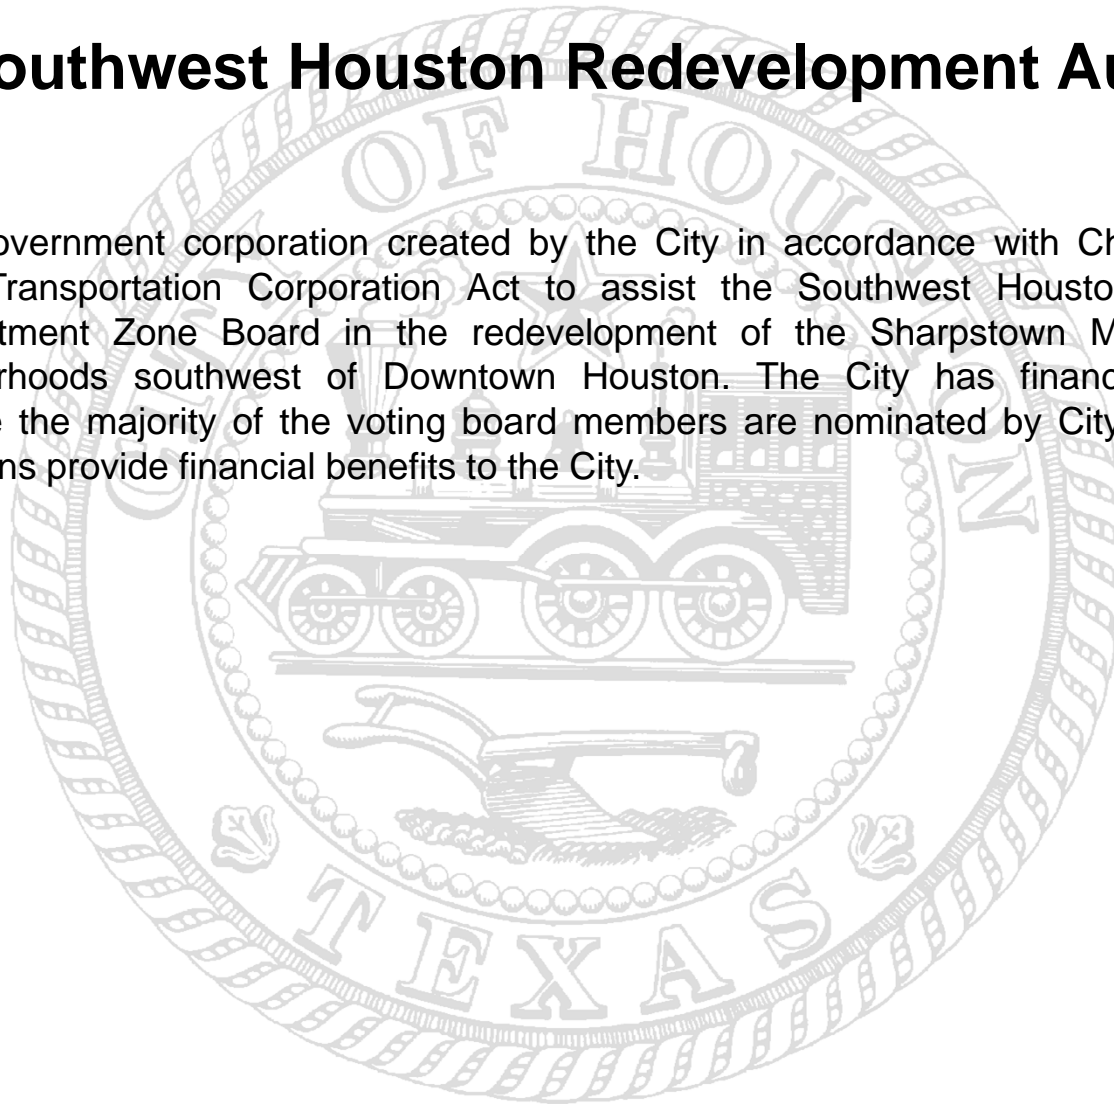 outhwest Houston Redevelopment Au
overnment corporation created by the City in accordance with Ch
Transportation Corporation Act to assist the Southwest Housto
tment Zone Board in the redevelopment of the Sharpstown M
rhoods southwest of Downtown Houston. The City has financ
e the majority of the voting board members are nominated by City
ns provide financial benefits to the City.
CITY OF HOUSTON
TEXAS